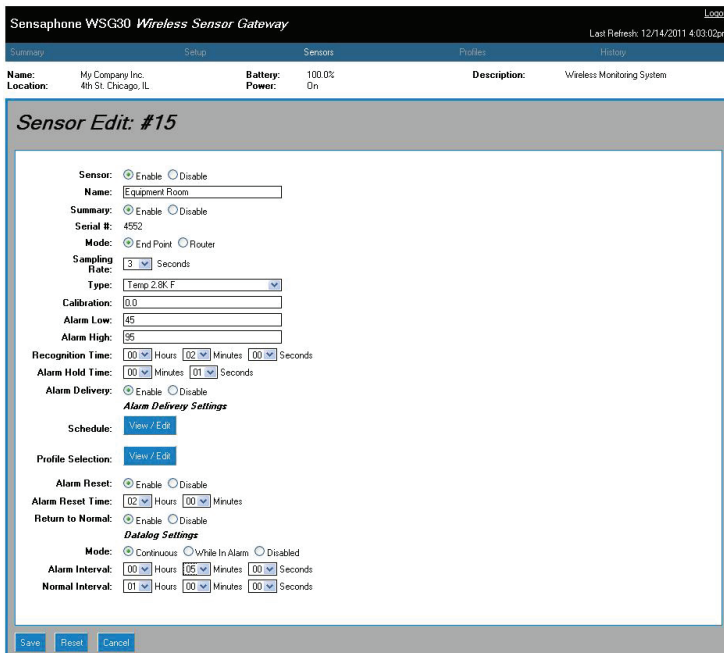 Logo
Sensaphone WSG30 Wireless Sensor Gateway
Last Refresh: 12/14/2011 4:03:02pm
Summary Setup Sensors Profiles History
Name: My Company Inc. Battery: 100.0% Description: Wireless Monitoring System
Location: 4th St. Chicago, IL Power: On
Sensor Edit: #15
Sensor: Enable Disable
Name: Equipment Room
Summary: Enable Disable
Serial #: 4552
Mode: End Point Router
Sampling Rate: 3 Seconds
Type: Temp 2.8K F
Calibration: 0.0
Alarm Low: 45
Alarm High: 95
Recognition Time: 00 Hours 02 Minutes 00 Seconds
Alarm Hold Time: 00 Minutes 01 Seconds
Alarm Delivery: Enable Disable
Alarm Delivery Settings
Schedule: View / Edit
Profile Selection: View / Edit
Alarm Reset: Enable Disable
Alarm Reset Time: 02 Hours 00 Minutes
Return to Normal: Enable Disable
Datalog Settings
Mode: Continuous While In Alarm Disabled
Alarm Interval: 00 Hours 05 Minutes 00 Seconds
Normal Interval: 01 Hours 00 Minutes 00 Seconds
Save Reset Cancel